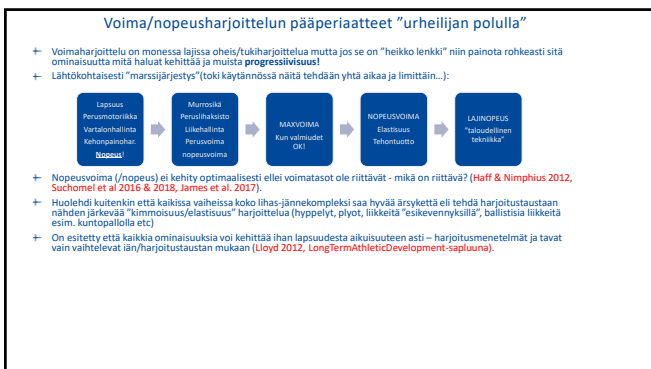 Voima/nopeusharjoittelun pääperiaatteet ”urheilijan polulla”
Voimaharjoittelu on monessa lajissa oheis/tukiharjoittelua mutta jos se on ”heikko lenkki” niin painota rohkeasti sitä
ominaisuutta mitä haluat kehittää ja muista progressiivisuus!
Lähtökohtaisesti ”marssijärjestys”(toki käytännössä näitä tehdään yhtä aikaa ja limittäin…):
Lapsuus
Perusmotoriikka
Vartalonhallinta
Kehonpainohar.
Nopeus!
Murrosikä
Peruslihaksisto
Liikehallinta
Perusvoima
nopeusvoima
MAXVOIMA
Kun valmiudet
OK!
NOPEUSVOIMA
Elastisuus
Tehontuotto
LAJINOPEUS
”taloudellinen
tekniikka”
Nopeusvoima (/nopeus) ei kehity optimaalisesti ellei voimatasot ole riittävät - mikä on riittävä? (Haff & Nimphius 2012,
Suchomel et al 2016 & 2018, James et al. 2017).
Huolehdi kuitenkin että kaikissa vaiheissa koko lihas-jännekompleksi saa hyvää ärsykettä eli tehdä harjoitustaustaan
nähden järkevää ”kimmoisuus/elastisuus” harjoittelua (hyppelyt, plyot, liikkeitä ”esikevennyksillä”, ballistisia liikkeitä
esim. kuntopallolla etc)
On esitetty että kaikkia ominaisuuksia voi kehittää ihan lapsuudesta aikuisuuteen asti – harjoitusmenetelmät ja tavat
vain vaihtelevat iän/harjoitustaustan mukaan (Lloyd 2012, LongTermAthleticDevelopment-sapluuna).